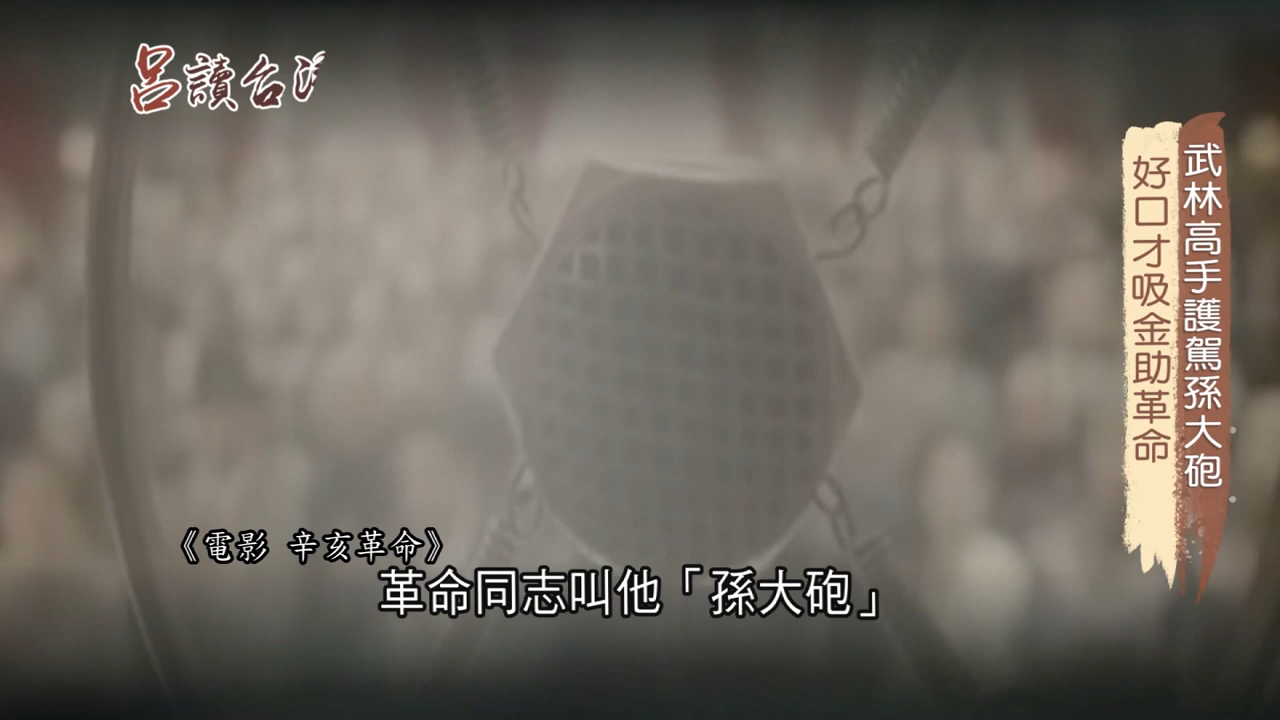 呂讀台
武林高手護駕孫大砲
好口才吸金助革命
《電影 辛亥革命》
革命同志叫他「孫大砲」